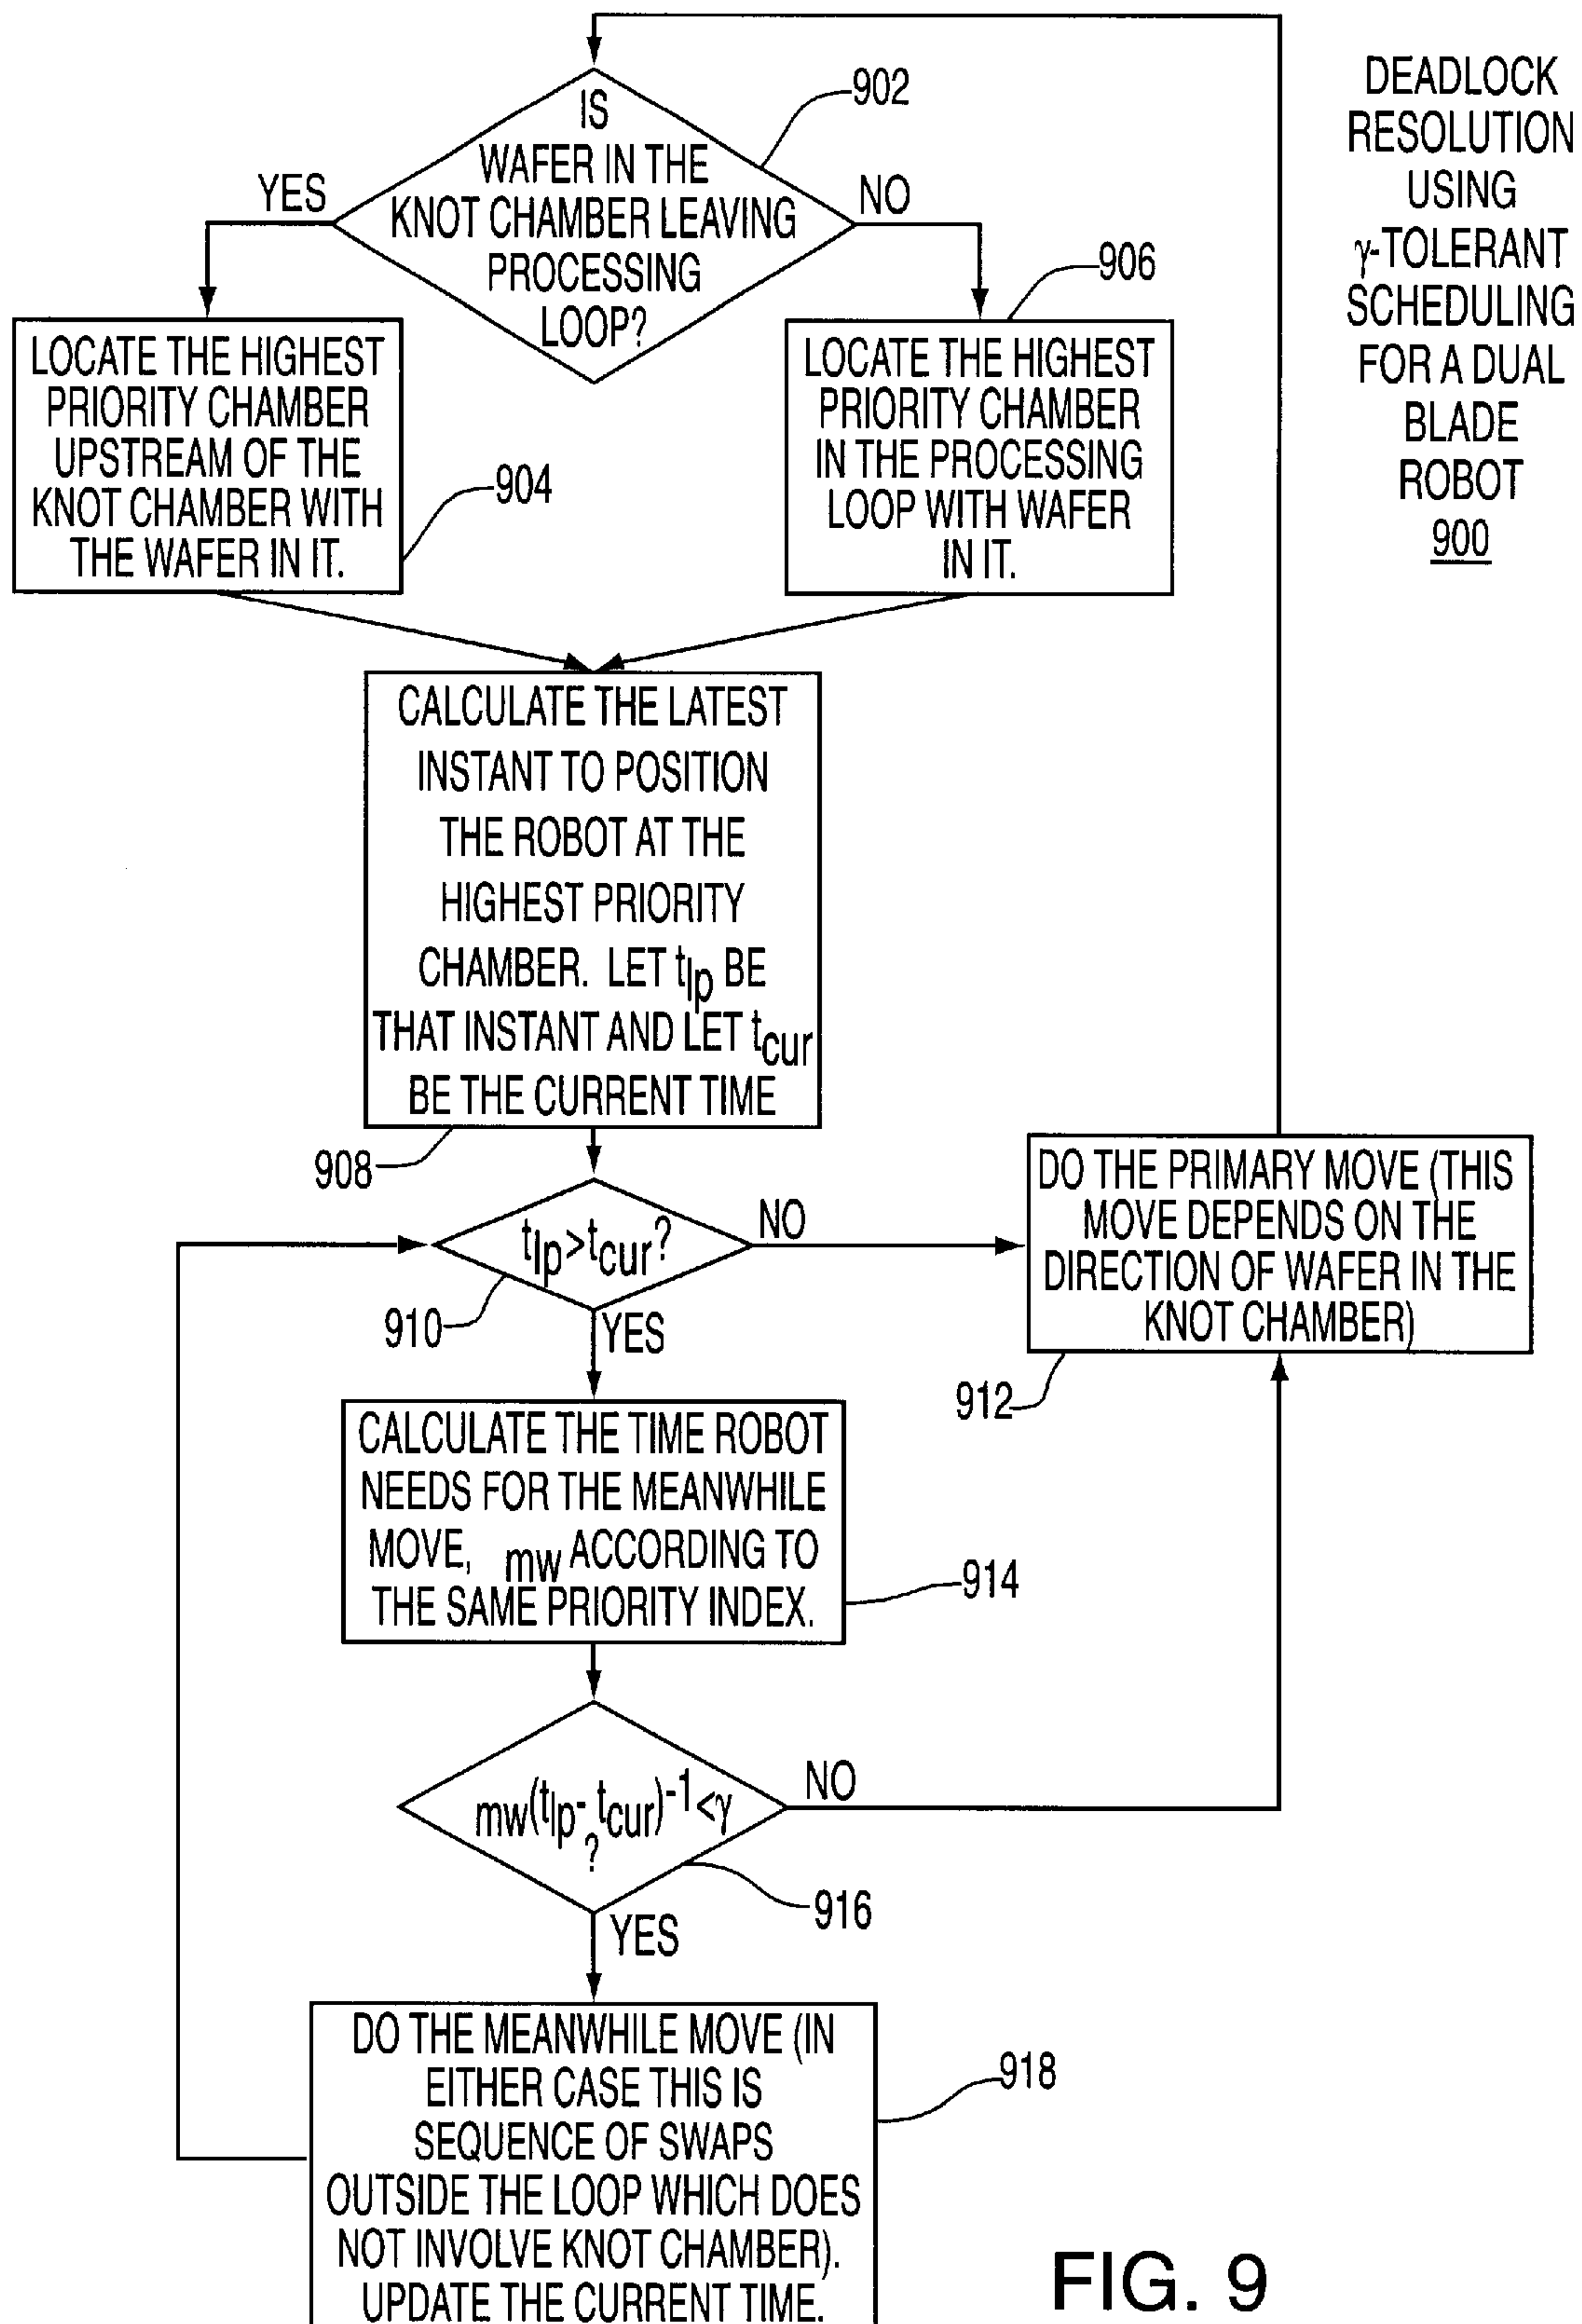 DEADLOCK
RESOLUTION
USING
γ-TOLERANT
SCHEDULING
FOR A DUAL
BLADE
ROBOT
900
IS
WAFER IN THE
KNOT CHAMBER LEAVING
PROCESSING
LOOP?
902
YES
NO
LOCATE THE HIGHEST
PRIORITY CHAMBER
UPSTREAM OF THE
KNOT CHAMBER WITH
THE WAFER IN IT.
904
LOCATE THE HIGHEST
PRIORITY CHAMBER
IN THE PROCESSING
LOOP WITH WAFER
IN IT.
906
CALCULATE THE LATEST
INSTANT TO POSITION
THE ROBOT AT THE
HIGHEST PRIORITY
CHAMBER. LET tlp BE
THAT INSTANT AND LET tcur
BE THE CURRENT TIME
908
tlp>tcur?
910
NO
YES
DO THE PRIMARY MOVE (THIS
MOVE DEPENDS ON THE
DIRECTION OF WAFER IN THE
KNOT CHAMBER)
912
CALCULATE THE TIME ROBOT
NEEDS FOR THE MEANWHILE
MOVE, mw ACCORDING TO
THE SAME PRIORITY INDEX.
914
mw(tlp-tcur)-1<γ
?
916
NO
YES
DO THE MEANWHILE MOVE (IN
EITHER CASE THIS IS
SEQUENCE OF SWAPS
OUTSIDE THE LOOP WHICH DOES
NOT INVOLVE KNOT CHAMBER).
UPDATE THE CURRENT TIME.
918
FIG. 9